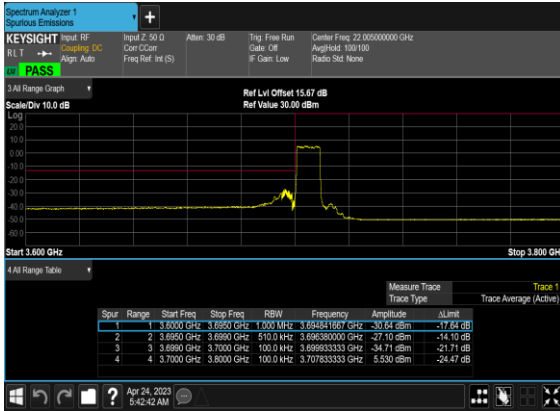 Spectrum Analyzer 1
Spurious Emissions
KEYSIGHT
RLT
PASS
Input: RF
Coupling: DC
Align: Auto
Input Z: 50 Ω
Corr CCorr
Freq Ref: Int (S)
Atten: 30 dB
Trig: Free Run
Gate: Off
IF Gain: Low
Center Freq: 22.005000000 GHz
Avg|Hold: 100/100
Radio Std: None
3 All Range Graph
Scale/Div 10.0 dB
Ref Lvl Offset 15.67 dB
Ref Value 30.00 dBm
Log
20.0
10.0
0.00
-10.0
-20.0
-30.0
-40.0
-50.0
-60.0
Start 3.600 GHz
Stop 3.800 GH
4 All Range Table
Measure Trace Trace 1
Trace Type Trace Average (Active)
Spur Range Start Freq Stop Freq RBW Frequency Amplitude ΔLimit
1 1 3.6000 GHz 3.6950 GHz 1.000 MHz 3.694841667 GHz -30.64 dBm -17.64 dB
2 2 3.6950 GHz 3.6990 GHz 510.0 kHz 3.696380000 GHz -27.10 dBm -14.10 dB
3 3 3.6990 GHz 3.7000 GHz 100.0 kHz 3.699933333 GHz -34.71 dBm -21.71 dB
4 4 3.7000 GHz 3.8000 GHz 100.0 kHz 3.707833333 GHz 5.530 dBm -24.47 dB
?
Apr 24, 2023
5:42:42 AM